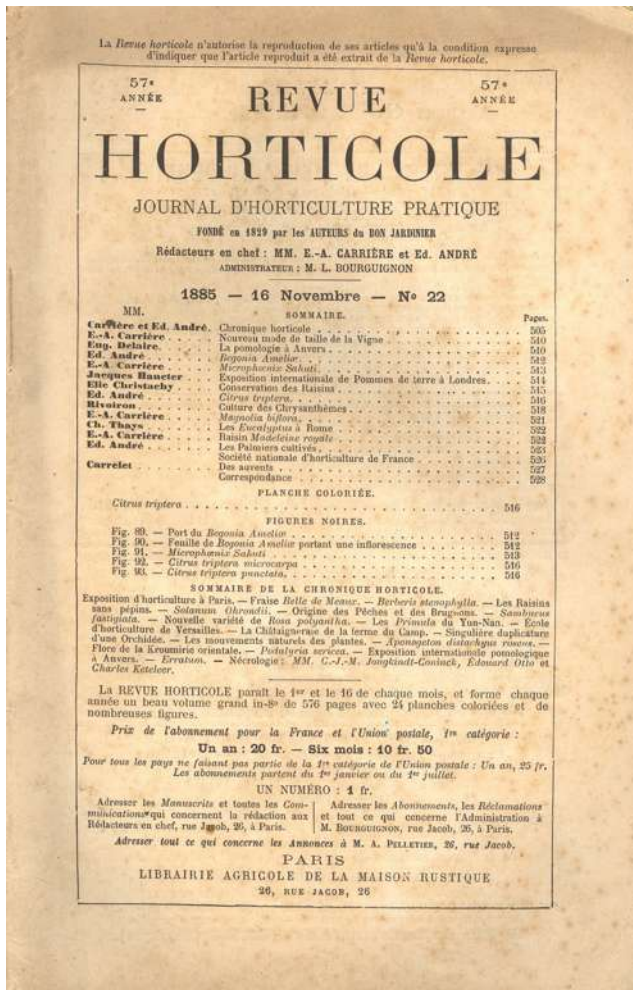 La Revue horticole n'autorise la reproduction de ses articles qu'à la condition expresse
d'indiquer que l'article reproduit a été extrait de la Revue horticole.
57e
ANNÉE
57e
ANNÉE
REVUE
HORTICOLE
JOURNAL D'HORTICULTURE PRATIQUE
FONDÉ en 1829 par les AUTEURS du BON JARDINIER
Rédacteurs en chef : MM. E.-A. CARRIÈRE et Ed. ANDRÉ
ADMINISTRATEUR : M. L. BOURGUIGNON
1885 — 16 Novembre — No 22
SOMMAIRE.
MM. Pages.
Carrière et Ed. André. Chronique horticole 505
E.-A. Carrière Nouveau mode de taille de la Vigne 510
Eug. Delaire. La pomologie à Anvers 510
Ed. André Begonia Ameliæ 512
E.-A. Carrière Microphœnix Sahuti 513
Jacques Exposition internationale de Pommes de terre à Londres. 514
Elie Christachy Conservation des Raisins 515
Ed. André Citrus triptera. 516
Rivoiron. Culture des Chrysanthèmes 518
E.-A. Carrière. Magnolia biflora. 521
Ch. Thays Les Eucalyptus à Rome 522
E.-A. Carrière Raisin Madeleine royale 522
Ed. André Les Palmiers cultivés. 523
Société nationale d'horticulture de France 526
Carrelet Des auvents 527
Correspondance 528
PLANCHE COLORIÉE.
Citrus triptera 516
FIGURES NOIRES.
Fig. 89. — Port du Begonia Ameliæ 512
Fig. 90. — Feuille de Begonia Ameliæ portant une inflorescence 512
Fig. 91. — Microphœnix Sahuti 513
Fig. 92. — Citrus triptera microcarpa 516
Fig. 93. — Citrus triptera punctata. 516
SOMMAIRE DE LA CHRONIQUE HORTICOLE.
Exposition d'horticulture à Paris. — Fraise Belle de Meaux. — Berberis stenophylla. — Les Raisins
sans pépins. — Solanum Ohrondii. — Origine des Pêches et des Brugnons. — Sambucus
fastigiata. — Nouvelle variété de Rosa polyantha. — Les Primula du Yun-Nan. — École
d'horticulture de Versailles. — La Châtaigneraie de la ferme du Camp. — Singulière duplicature
d'une Orchidée. — Les mouvements naturels des plantes. — Aponogeton distachyus roseus. —
Flore de la Kroumirie orientale. — Podalyria sericea. — Exposition internationale pomologique
à Anvers. — Erratum. — Nécrologie : MM. C.-J.-M. Jongkindt-Coninck, Édouard Otto et
Charles Keteleer.
La REVUE HORTICOLE paraît le 1er et le 16 de chaque mois, et forme chaque
année un beau volume grand in-8o de 576 pages avec 24 planches coloriées et de
nombreuses figures.
Prix de l'abonnement pour la France et l'Union postale, 1re catégorie :
Un an : 20 fr. — Six mois : 10 fr. 50
Pour tous les pays ne faisant pas partie de la 1re catégorie de l'Union postale : Un an, 25 fr.
Les abonnements partent du 1er janvier ou du 1er juillet.
UN NUMÉRO : 1 fr.
Adresser les Manuscrits et toutes les Com-
munications qui concernent la rédaction aux
Rédacteurs en chef, rue Jacob, 26, à Paris.
Adresser les Abonnements, les Réclamations
et tout ce qui concerne l'Administration à
M. BOURGUIGNON, rue Jacob, 26, à Paris.
Adresser tout ce qui concerne les Annonces à M. A. PELLETIER, 26, rue Jacob.
PARIS
LIBRAIRIE AGRICOLE DE LA MAISON RUSTIQUE
26, RUE JACOB, 26